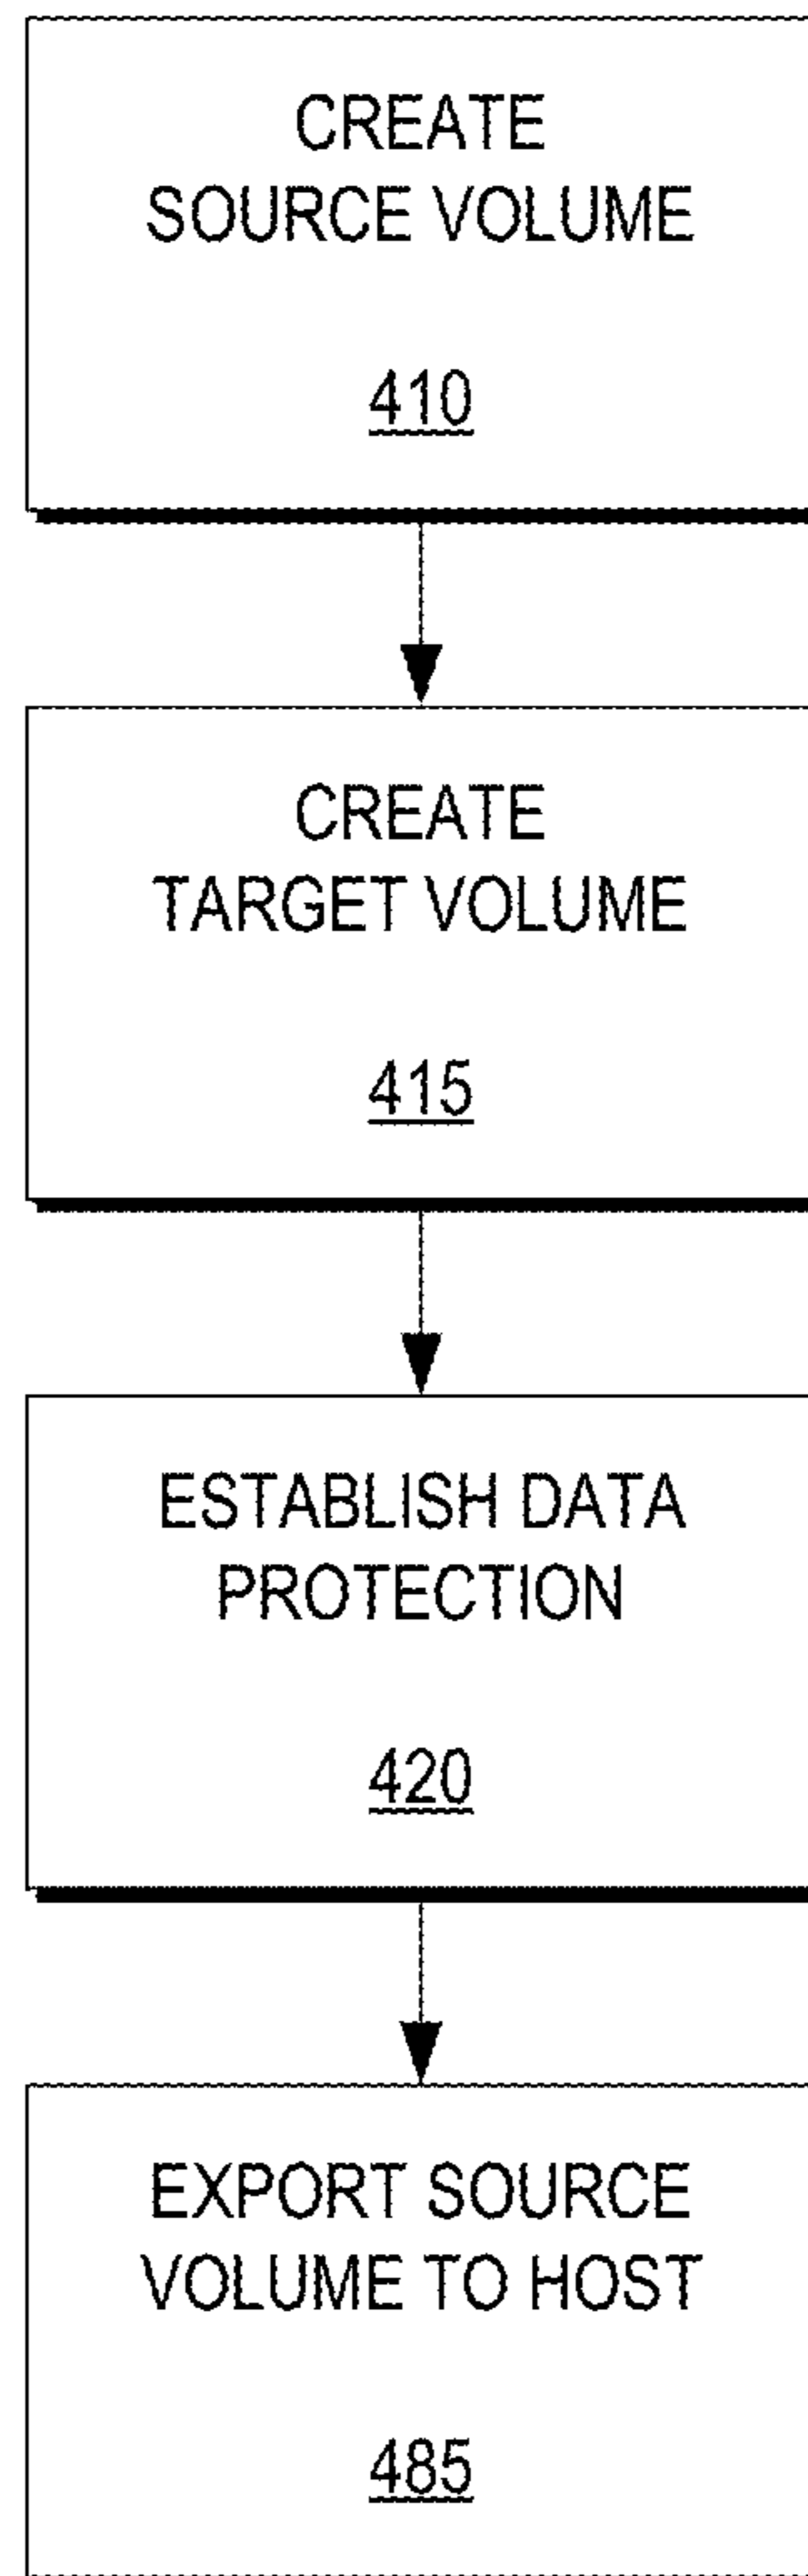 CREATE
SOURCE VOLUME
410
CREATE
TARGET VOLUME
415
ESTABLISH DATA
PROTECTION
420
EXPORT SOURCE
VOLUME TO HOST
485